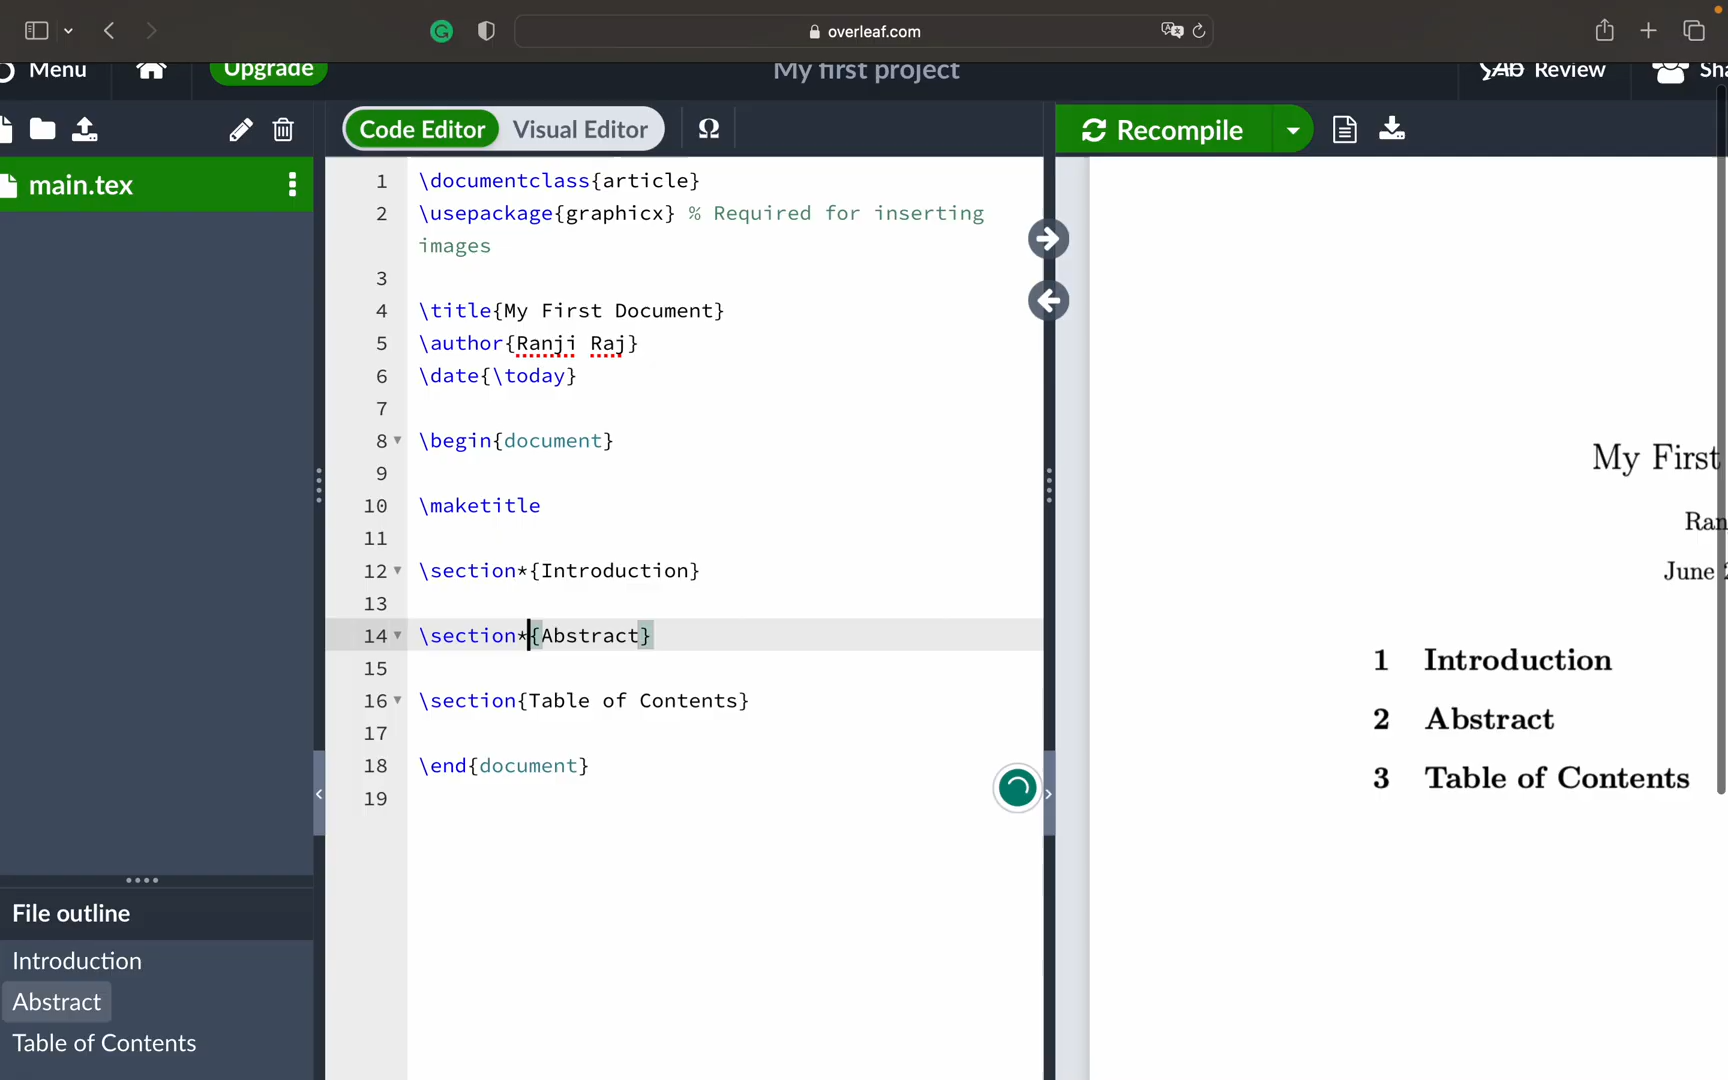 overleaf.com
Menu
Upgrade
My first project
Review
Code Editor
Visual Editor
Ω
Recompile
main.tex
1 \documentclass{article}
2 \usepackage{graphicx} % Required for inserting
images
3
4 \title{My First Document}
5 \author{Ranji Raj}
6 \date{\today}
7
8 \begin{document}
9
10 \maketitle
11
12 \section*{Introduction}
13
14 \section*{Abstract}
15
16 \section{Table of Contents}
17
18 \end{document}
19
File outline
Introduction
Abstract
Table of Contents
My First
June
1 Introduction
2 Abstract
3 Table of Contents